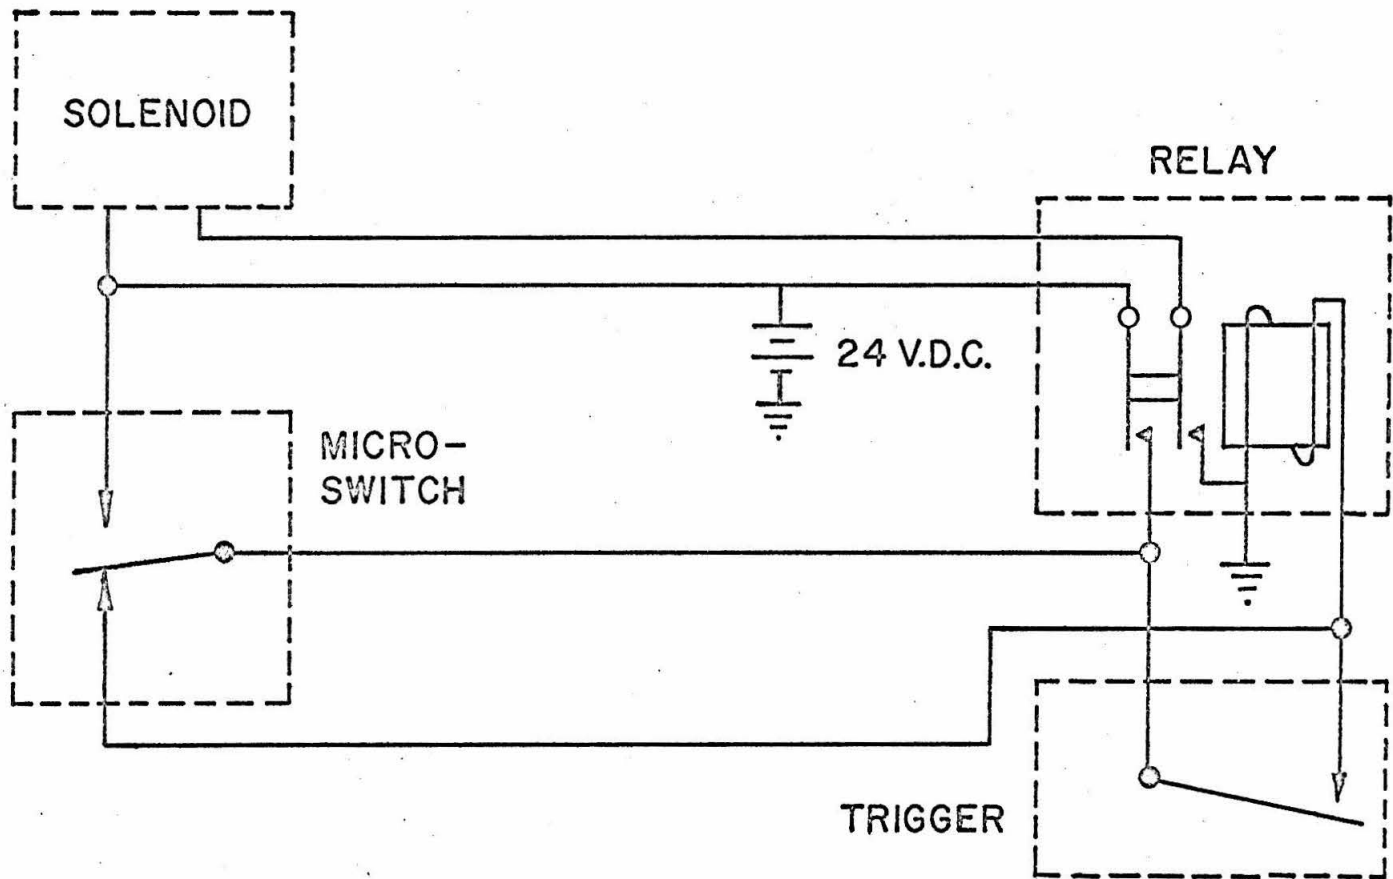 SOLENOID
RELAY
24 V.D.C.
MICRO-
SWITCH
TRIGGER